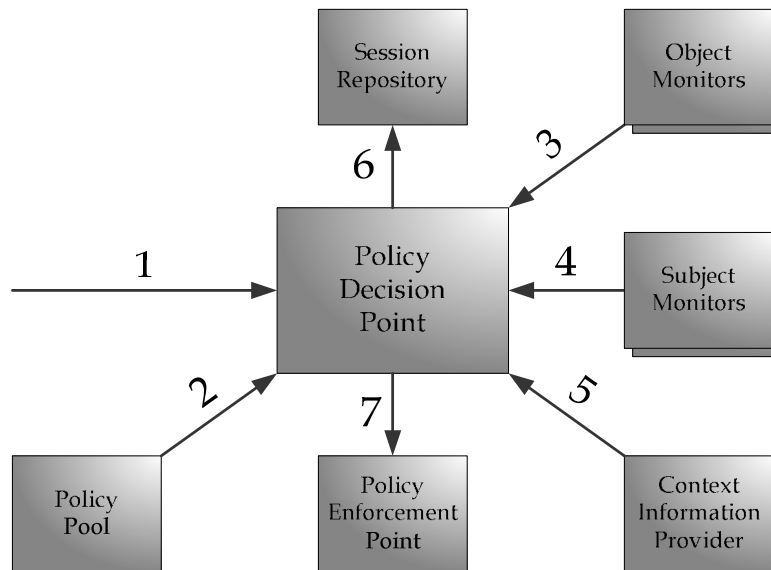 Session
Repository
Object
Monitors
3
6
1
Policy
Decision
Point
4
Subject
Monitors
2
7
5
Policy
Pool
Policy
Enforcement
Point
Context
Information
Provider